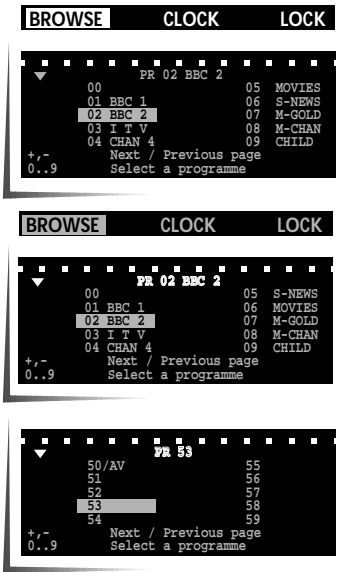 BROWSE CLOCK LOCK
PR 02 BBC 2
00 05 MOVIES
01 BBC 1 06 S-NEWS
02 BBC 2 07 M-GOLD
03 I T V 08 M-CHAN
04 CHAN 4 09 CHILD
+,- Next / Previous page
0..9 Select a programme
BROWSE CLOCK LOCK
PR 02 BBC 2
00 05 S-NEWS
01 BBC 1 06 MOVIES
02 BBC 2 07 M-GOLD
03 I T V 08 M-CHAN
04 CHAN 4 09 CHILD
+,- Next / Previous page
0..9 Select a programme
PR 53
50/AV 55
51 56
52 57
53 58
54 59
+,- Next / Previous page
0..9 Select a programme